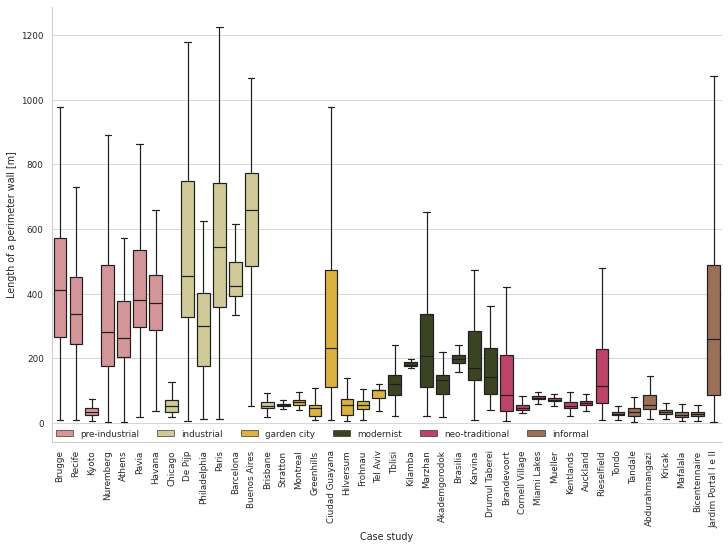 1200
1000
800
600
400
200
0
Length of a perimeter wall [m]
pre-industrial industrial garden city modernist neo-traditional informal
Brugge
Recife
Kyoto
Nuremberg
Athens
Pavia
Havana
Chicago
De Pijp
Philadelphia
Paris
Barcelona
Buenos Aires
Brisbane
Stratton
Montreal
Greenhills
Ciudad Guayana
Hilversum
Frohnau
Tel Aviv
Tbilisi
Kilamba
Marzhan
Akademgorodok
Brasilia
Karvina
Drumul Taberei
Brandevoort
Cornell Village
Miami Lakes
Mueller
Kentlands
Auckland
Rieselfield
Tondo
Tandale
Abdurahmangazi
Kricak
Mafalala
Bicentennaire
Jardim Portal I e II
Case study